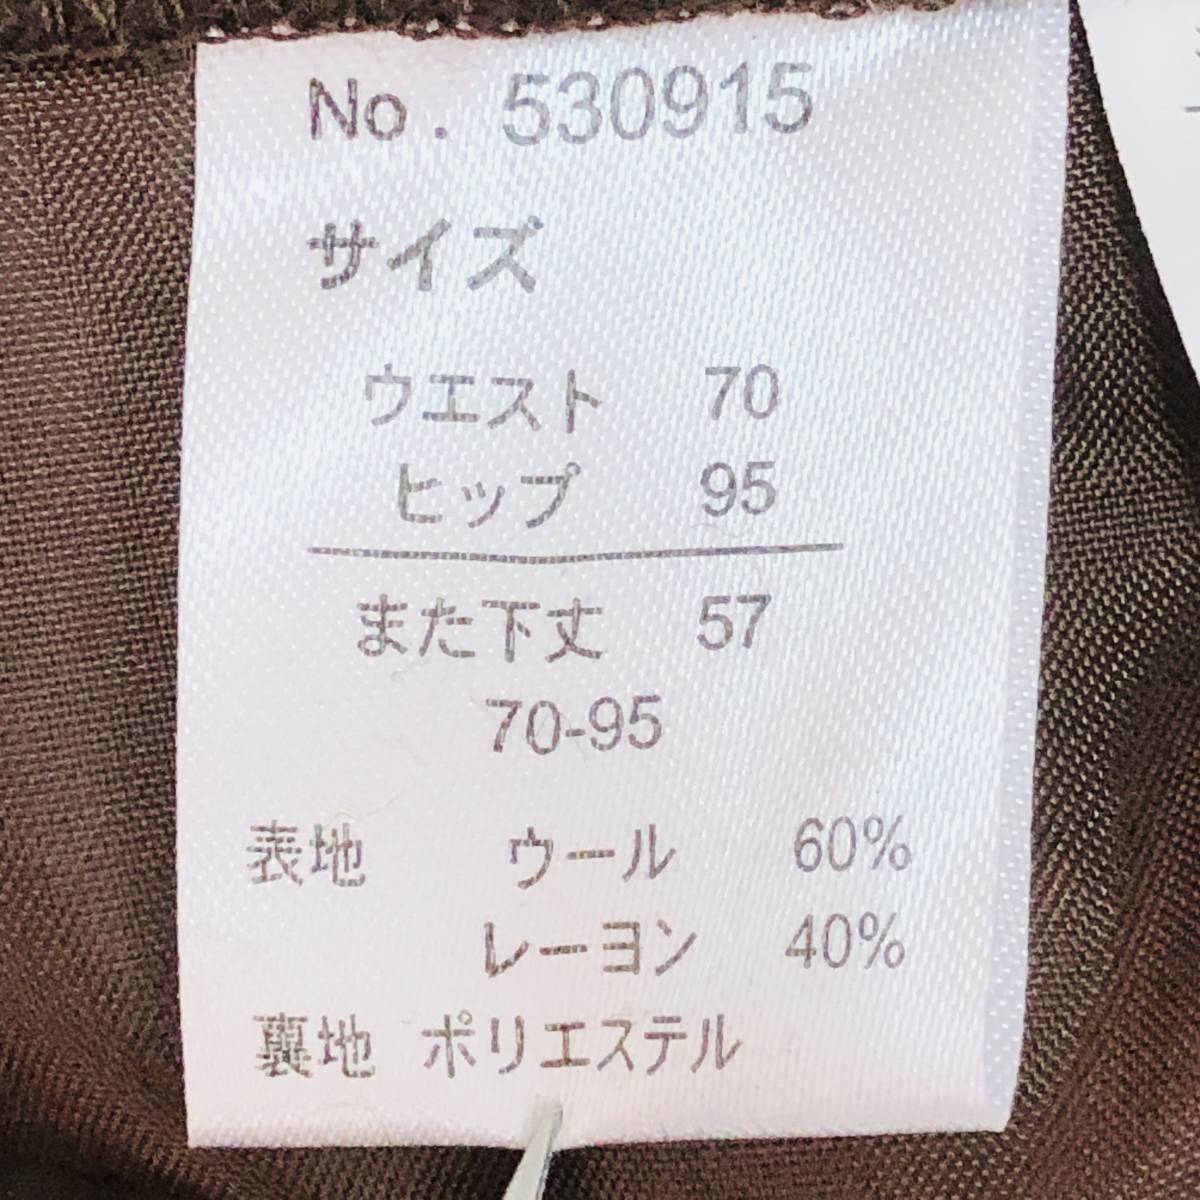 No. 530915
サイズ
ウエスト 70
ヒップ 95
また下丈 57
70-95
表地 ウール 60%
レーヨン 40%
裏地 ポリエステル